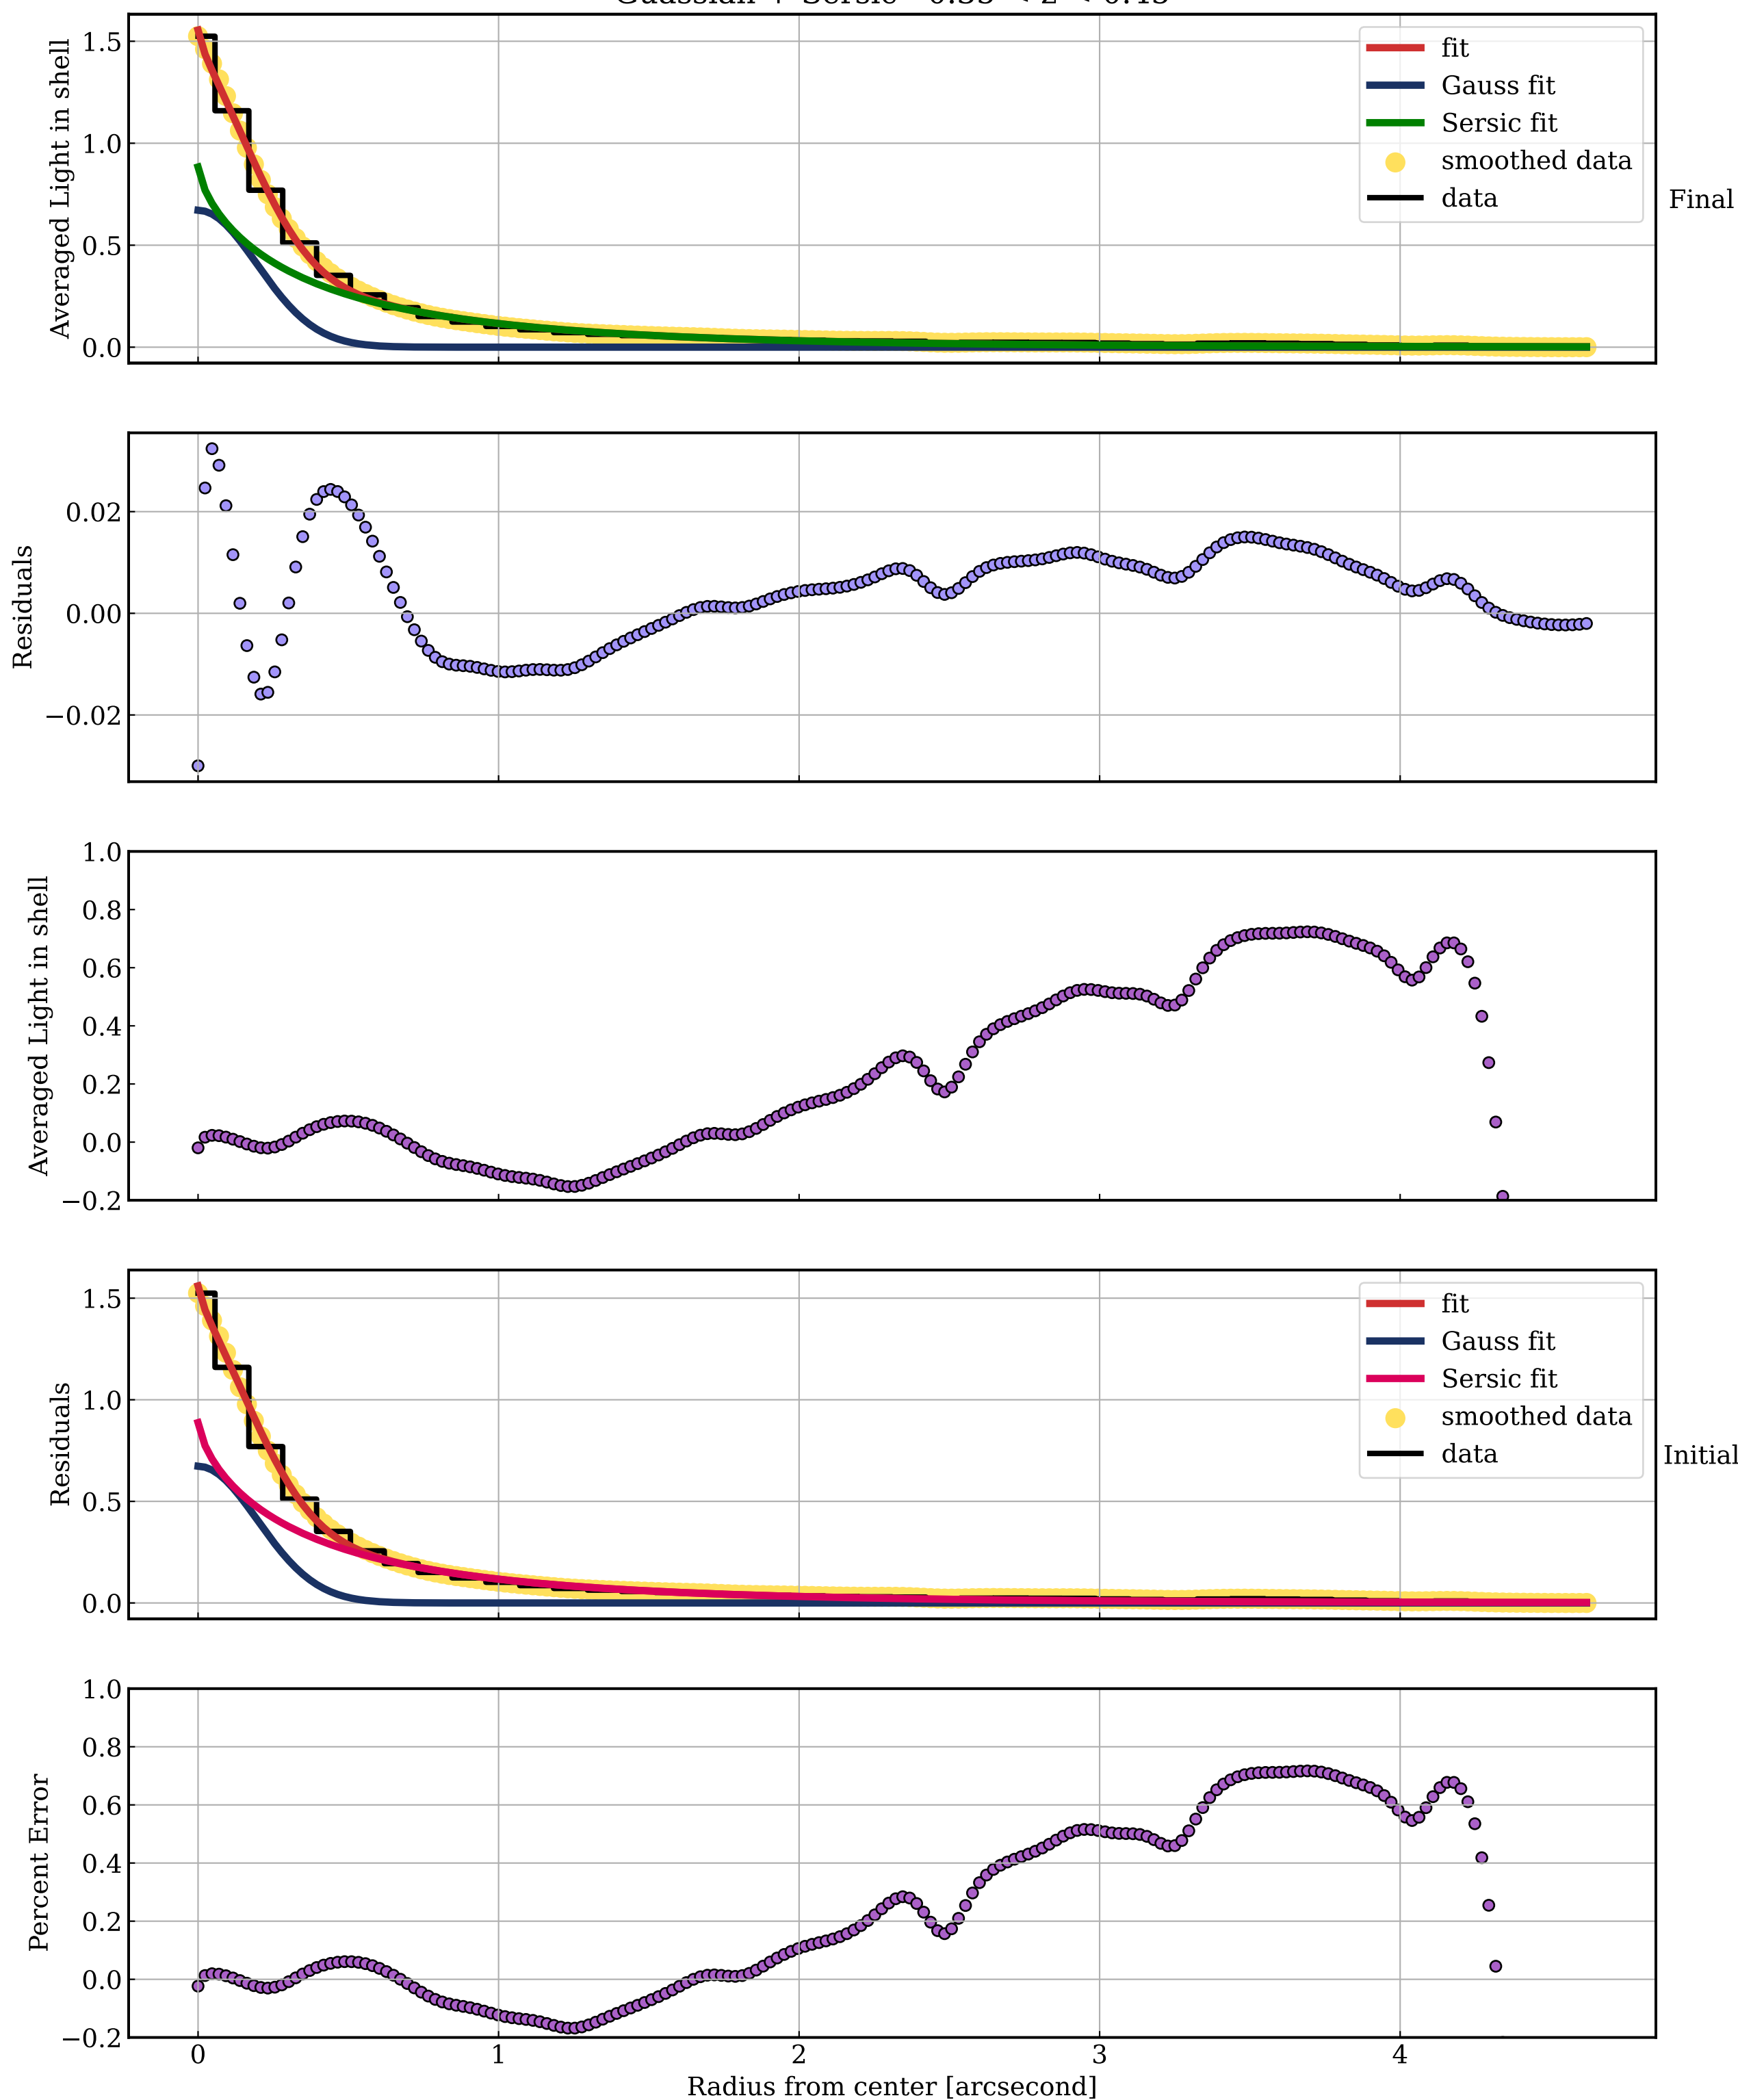 1.5
1.0
0.5
0.0
Averaged Light in shell
fit
Gauss fit
Sersic fit
smoothed data
data
Final
0.02
0.00
−0.02
Residuals
1.0
0.8
0.6
0.4
0.2
0.0
−0.2
Averaged Light in shell
1.5
1.0
0.5
0.0
Residuals
fit
Gauss fit
Sersic fit
smoothed data
data
Initial
1.0
0.8
0.6
0.4
0.2
0.0
−0.2
Percent Error
0 1 2 3 4
Radius from center [arcsecond]